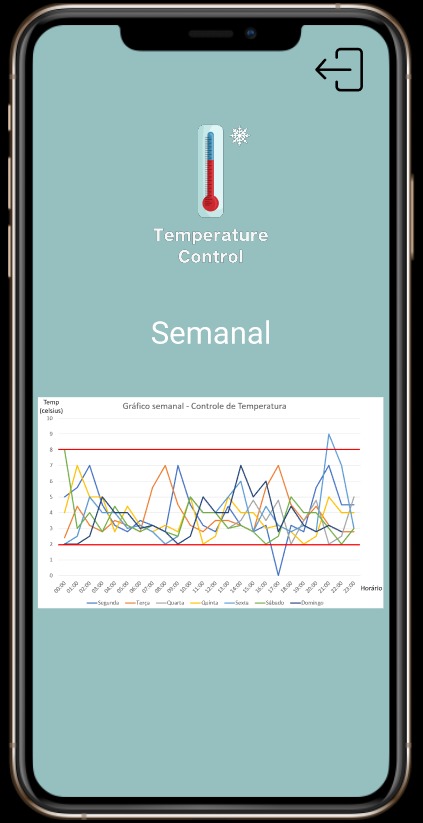 Temperature
Control
Semanal
Temp
(celsius)
Gráfico semanal - Controle de Temperatura
10
9
8
7
6
5
4
3
2
1
0
00:00 01:00 02:00 03:00 04:00 05:00 06:00 07:00 08:00 09:00 10:00 11:00 12:00 13:00 14:00 15:00 16:00 17:00 18:00 19:00 20:00 21:00 22:00 23:00
Horário
Segunda Terça Quarta Quinta Sexta Sábado Domingo